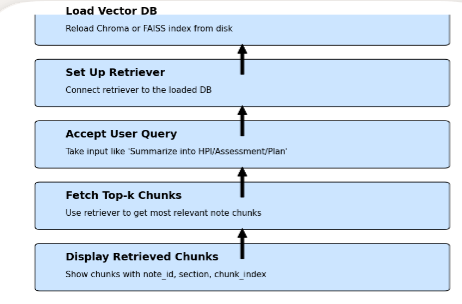 Load Vector DB
Reload Chroma or FAISS index from disk
Set Up Retriever
Connect retriever to the loaded DB
Accept User Query
Take input like 'Summarize into HPI/Assessment/Plan'
Fetch Top-k Chunks
Use retriever to get most relevant note chunks
Display Retrieved Chunks
Show chunks with note_id, section, chunk_index